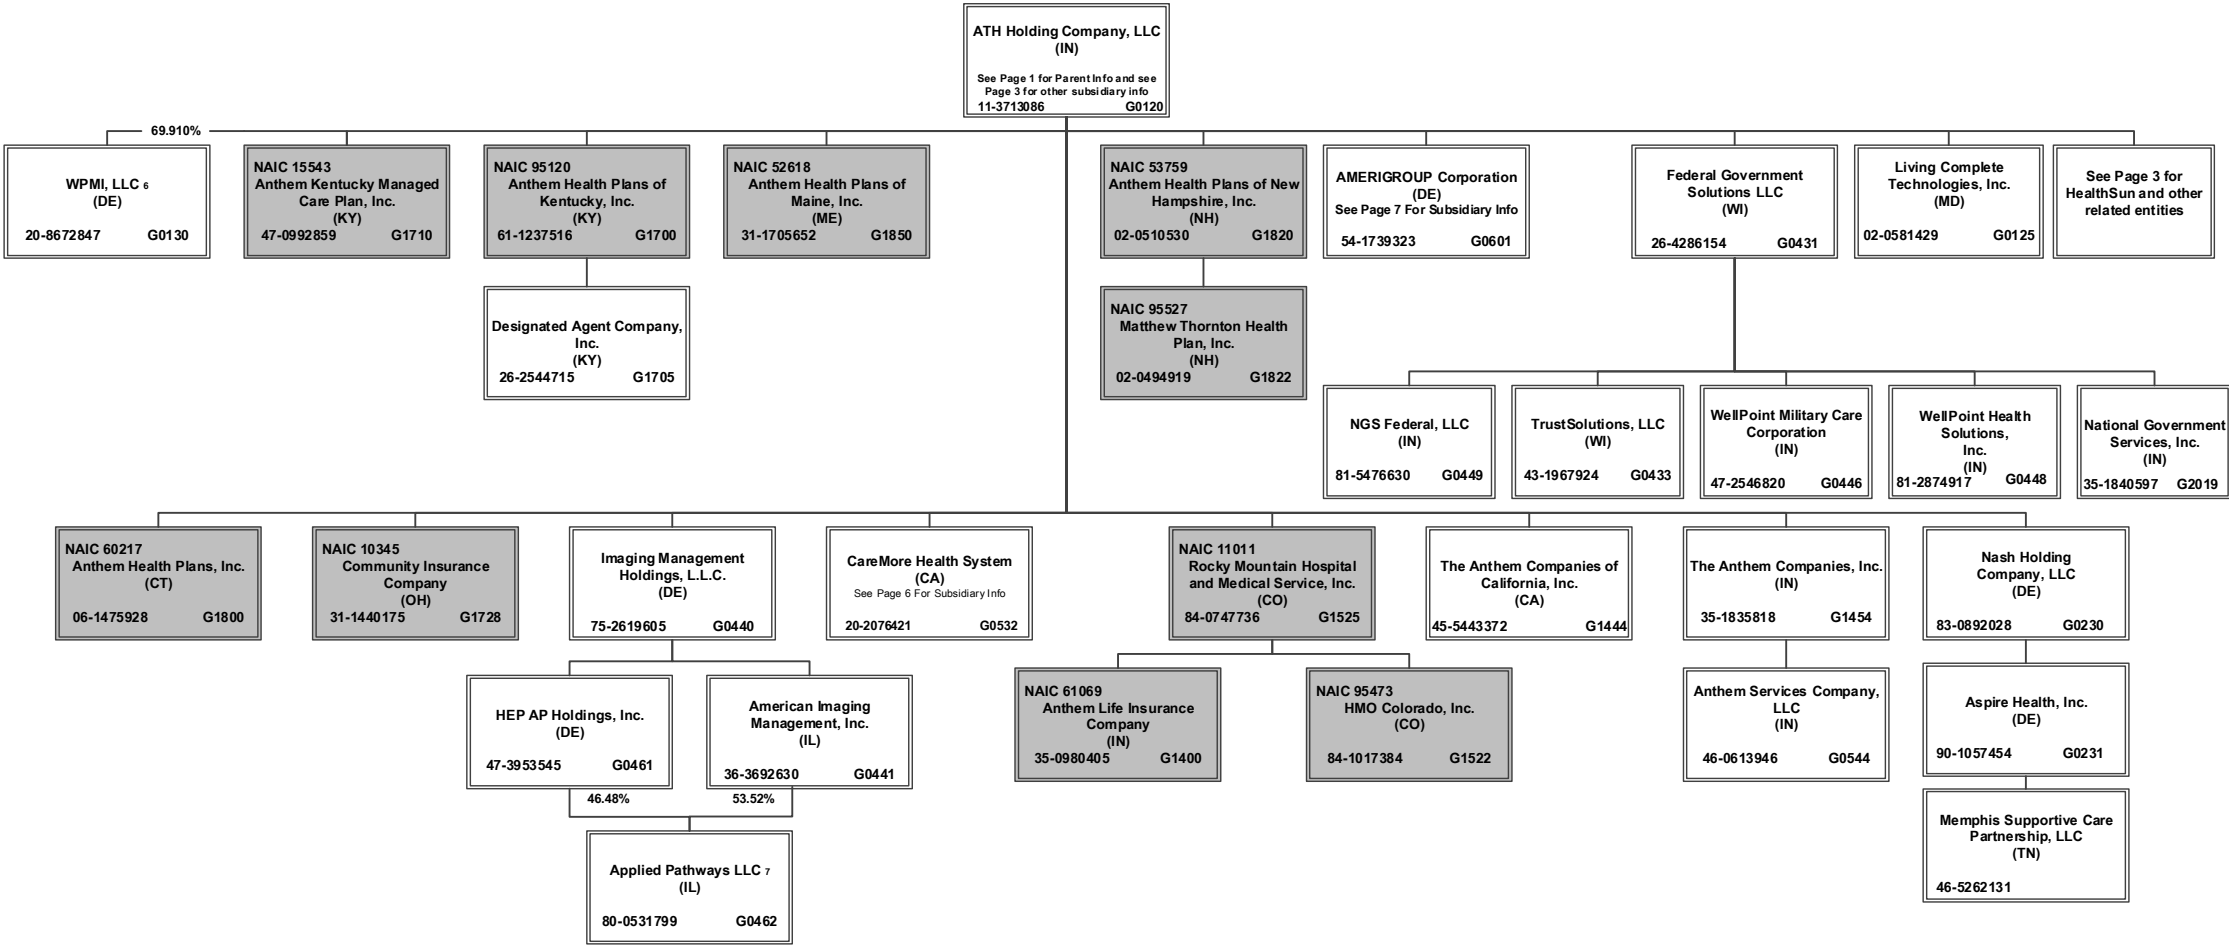 ATH Holding Company, LLC
(IN)
See Page 1 for Parent Info and see
Page 3 for other subsidiary info
11-3713086 G0120
69.910%
WPMI, LLC 6
(DE)
20-8672847 G0130
NAIC 15543
Anthem Kentucky Managed
Care Plan, Inc.
(KY)
47-0992859 G1710
NAIC 95120
Anthem Health Plans of
Kentucky, Inc.
(KY)
61-1237516 G1700
NAIC 52618
Anthem Health Plans of
Maine, Inc.
(ME)
31-1705652 G1850
NAIC 53759
Anthem Health Plans of New
Hampshire, Inc.
(NH)
02-0510530 G1820
AMERIGROUP Corporation
(DE)
See Page 7 For Subsidiary Info
54-1739323 G0601
Federal Government
Solutions LLC
(WI)
26-4286154 G0431
Living Complete
Technologies, Inc.
(MD)
02-0581429 G0125
See Page 3 for
HealthSun and other
related entities
Designated Agent Company,
Inc.
(KY)
26-2544715 G1705
NAIC 95527
Matthew Thornton Health
Plan, Inc.
(NH)
02-0494919 G1822
NGS Federal, LLC
(IN)
81-5476630 G0449
TrustSolutions, LLC
(WI)
43-1967924 G0433
WellPoint Military Care
Corporation
(IN)
47-2546820 G0446
WellPoint Health
Solutions,
Inc.
(IN)
81-2874917 G0448
National Government
Services, Inc.
(IN)
35-1840597 G2019
NAIC 60217
Anthem Health Plans, Inc.
(CT)
06-1475928 G1800
NAIC 10345
Community Insurance
Company
(OH)
31-1440175 G1728
Imaging Management
Holdings, L.L.C.
(DE)
75-2619605 G0440
CareMore Health System
(CA)
See Page 6 For Subsidiary Info
20-2076421 G0532
NAIC 11011
Rocky Mountain Hospital
and Medical Service, Inc.
(CO)
84-0747736 G1525
The Anthem Companies of
California, Inc.
(CA)
45-5443372 G1444
The Anthem Companies, Inc.
(IN)
35-1835818 G1454
Nash Holding
Company, LLC
(DE)
83-0892028 G0230
HEP AP Holdings, Inc.
(DE)
47-3953545 G0461
American Imaging
Management, Inc.
(IL)
36-3692630 G0441
NAIC 61069
Anthem Life Insurance
Company
(IN)
35-0980405 G1400
NAIC 95473
HMO Colorado, Inc.
(CO)
84-1017384 G1522
Anthem Services Company,
LLC
(IN)
46-0613946 G0544
Aspire Health, Inc.
(DE)
90-1057454 G0231
46.48% 53.52%
Applied Pathways LLC 7
(IL)
80-0531799 G0462
Memphis Supportive Care
Partnership, LLC
(TN)
46-5262131